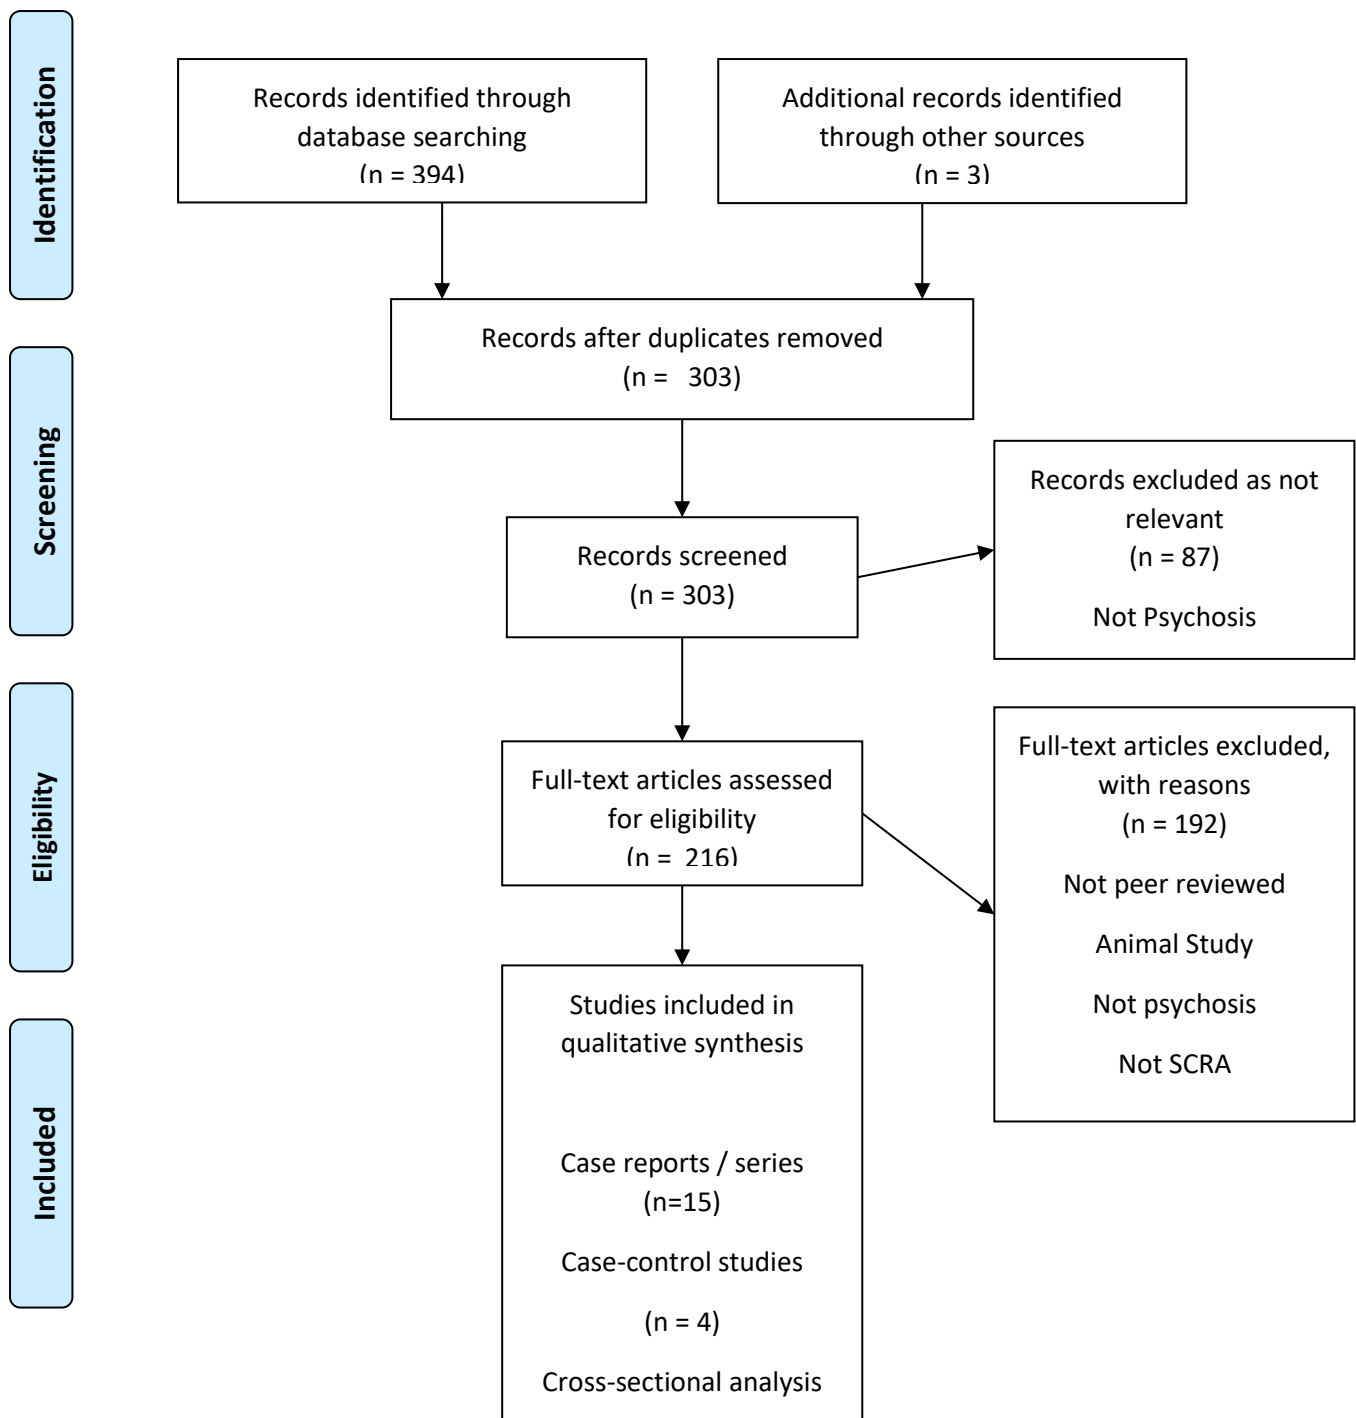 Identification
Records identified through
database searching
(n = 394)
Additional records identified
through other sources
(n = 3)
Records after duplicates removed
(n = 303)
Screening
Records screened
(n = 303)
Records excluded as not
relevant
(n = 87)
Not Psychosis
Eligibility
Full-text articles assessed
for eligibility
(n = 216)
Full-text articles excluded,
with reasons
(n = 192)
Not peer reviewed
Animal Study
Not psychosis
Not SCRA
Included
Studies included in
qualitative synthesis
Case reports / series
(n=15)
Case-control studies
(n = 4)
Cross-sectional analysis